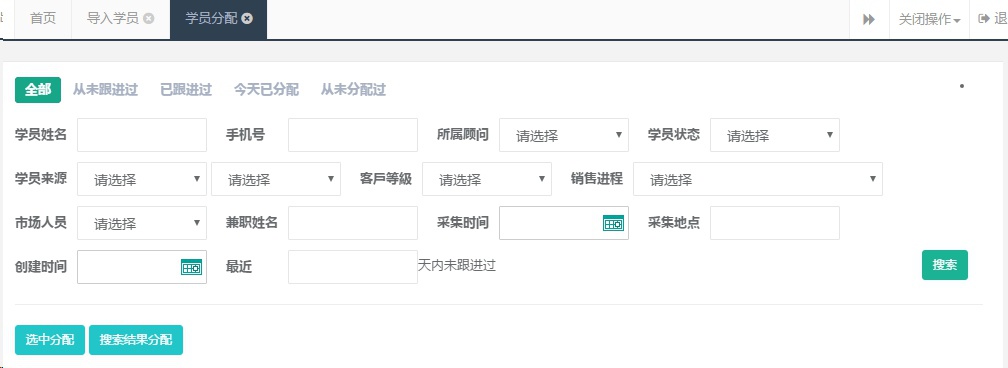 首页 导入学员 学员分配 关闭操作 退
全部 从未跟进过 已跟进过 今天已分配 从未分配过
学员姓名 手机号 所属顾问 请选择 学员状态 请选择
学员来源 请选择 请选择 客戶等級 请选择 销售进程 请选择
市场人员 请选择 兼职姓名 采集时间 采集地点
创建时间 最近 天内未跟进过 搜索
选中分配 搜索结果分配